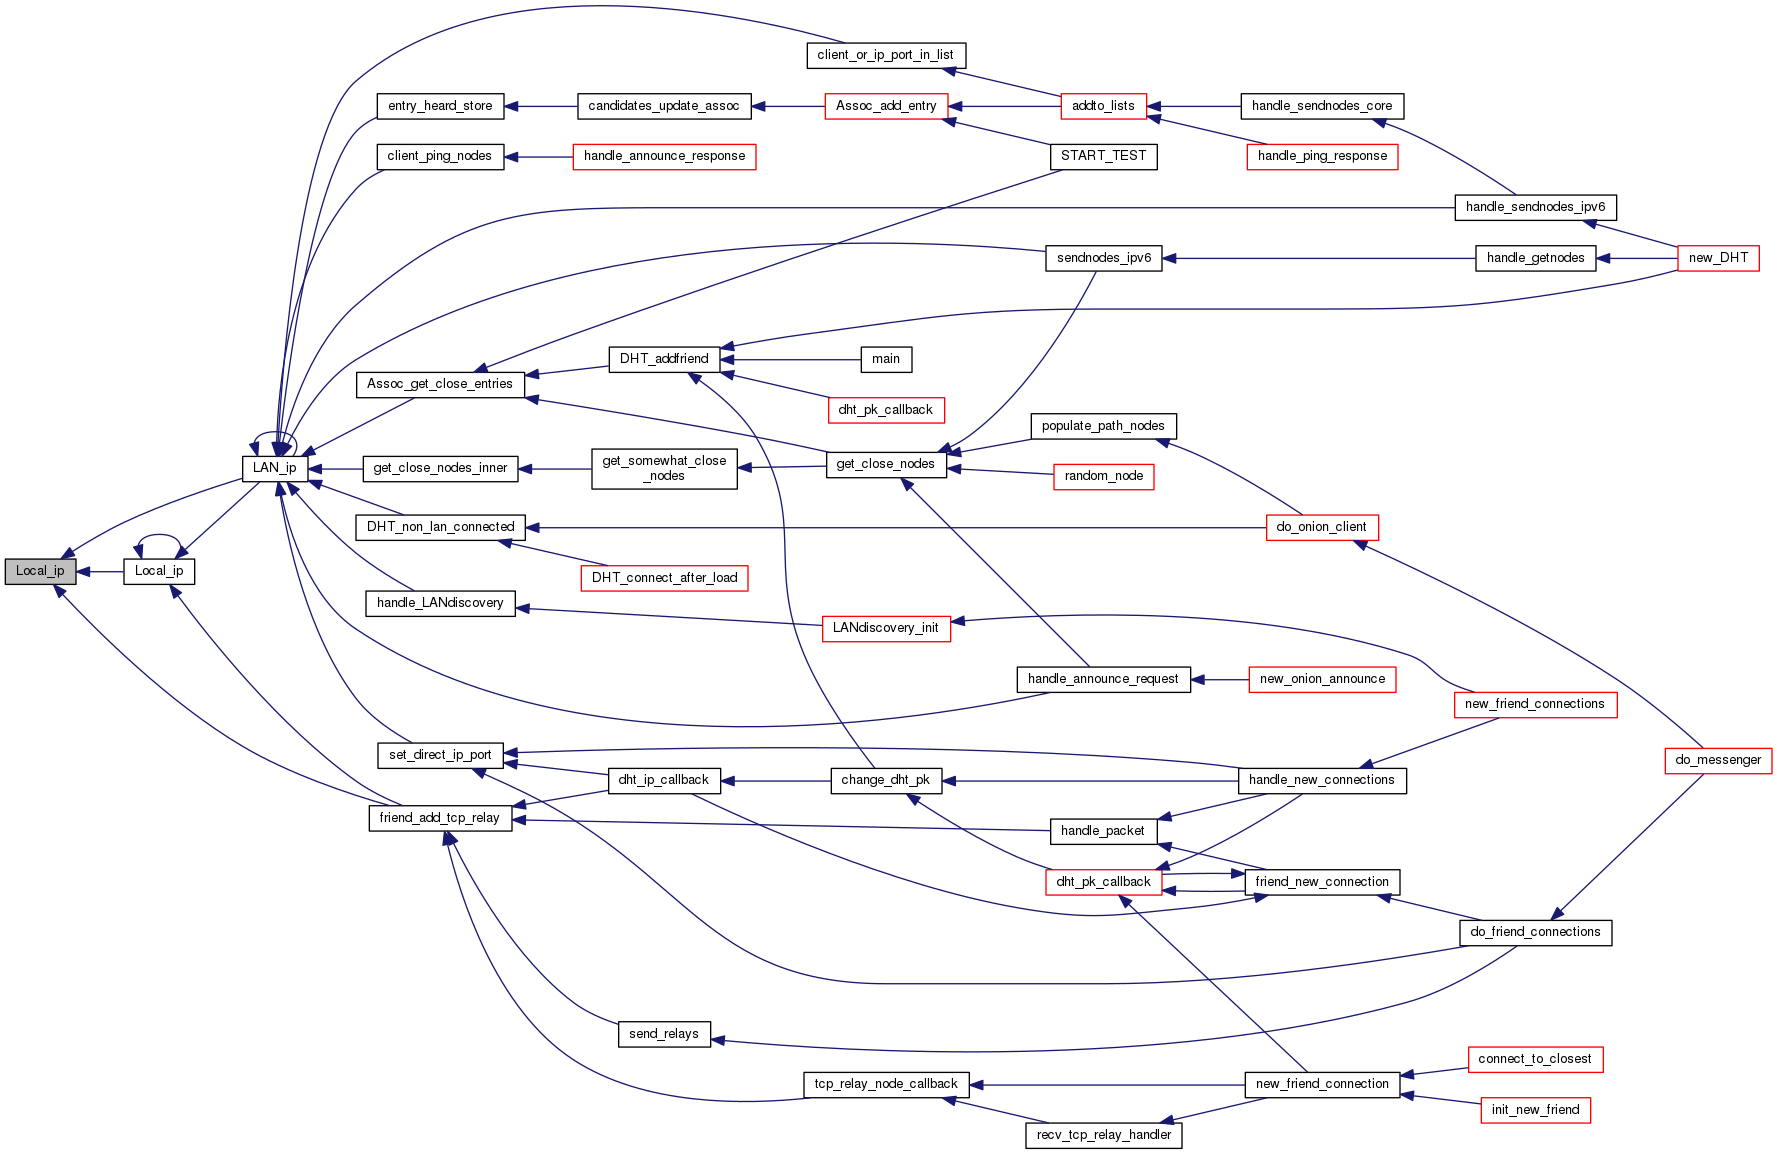 client_or_ip_port_in_list
entry_heard_store
candidates_update_assoc
Assoc_add_entry
addto_lists
handle_sendnodes_core
client_ping_nodes
handle_announce_response
START_TEST
handle_ping_response
handle_sendnodes_ipv6
sendnodes_ipv6
handle_getnodes
new_DHT
DHT_addfriend
main
Assoc_get_close_entries
dht_pk_callback
populate_path_nodes
LAN_ip
get_close_nodes_inner
get_somewhat_close
_nodes
get_close_nodes
random_node
DHT_non_lan_connected
do_onion_client
Local_ip
Local_ip
DHT_connect_after_load
handle_LANdiscovery
LANdiscovery_init
handle_announce_request
new_onion_announce
new_friend_connections
set_direct_ip_port
do_messenger
dht_ip_callback
change_dht_pk
handle_new_connections
friend_add_tcp_relay
handle_packet
dht_pk_callback
friend_new_connection
do_friend_connections
send_relays
connect_to_closest
tcp_relay_node_callback
new_friend_connection
init_new_friend
recv_tcp_relay_handler